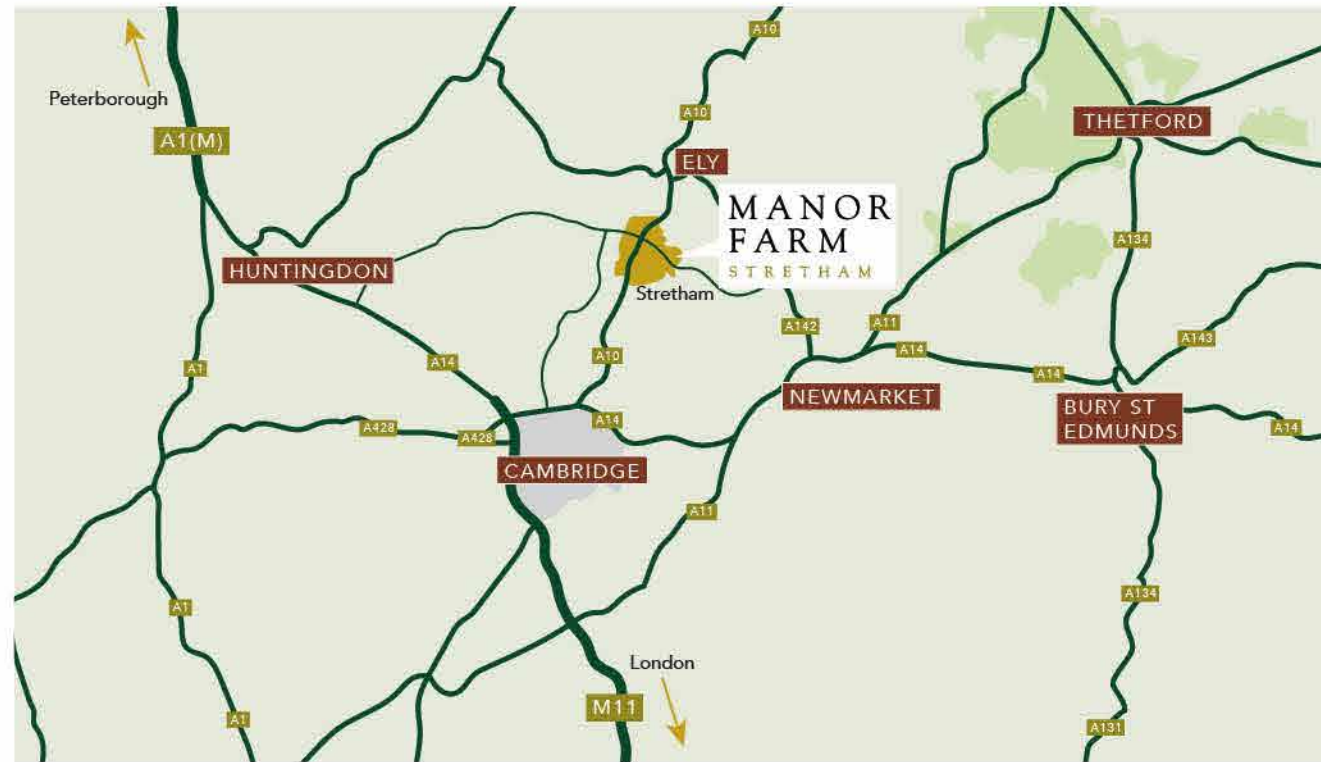 A10
Peterborough
A10
THETFORD
A1(M)
ELY
MANOR
FARM
STRETHAM
A134
HUNTINGDON
Stretham
A142
A11
A143
A10
A14
A14
A1
A14
NEWMARKET
BURY ST
EDMUNDS
A14
A428
A428
A14
CAMBRIDGE
A11
A134
A1
London
M11
A1
A131